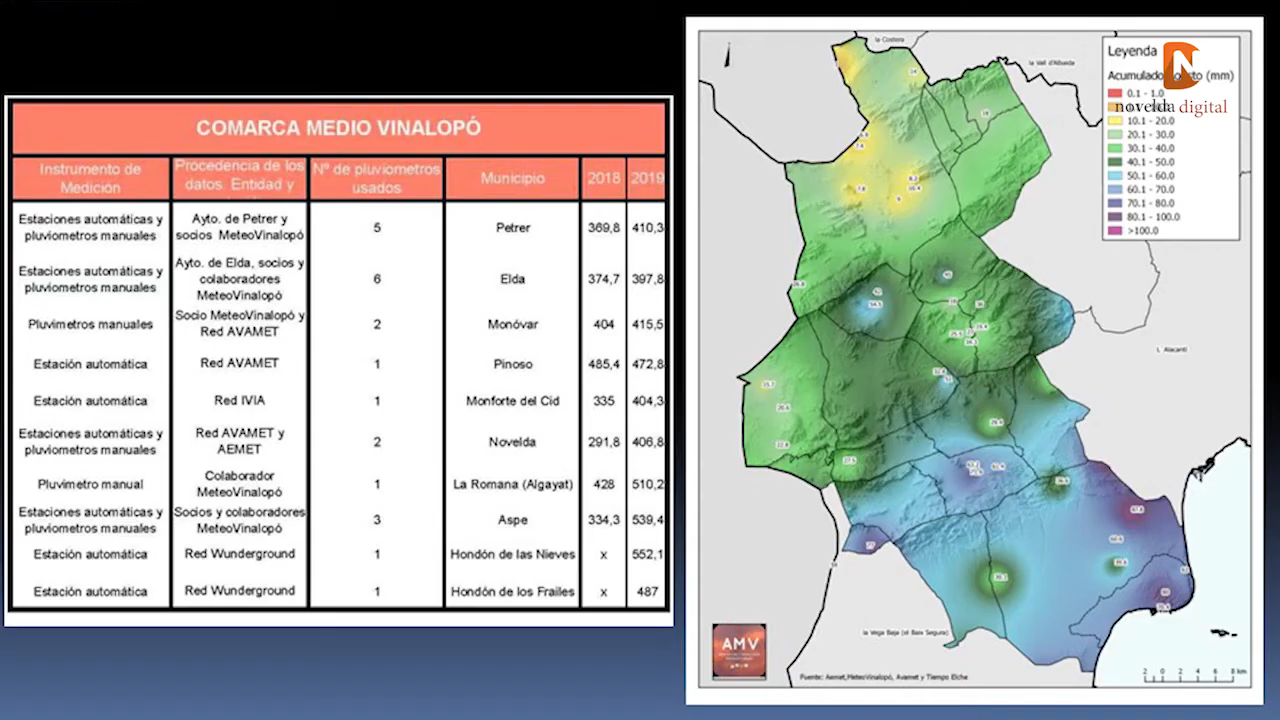 COMARCA MEDIO VINALOPÓ
Instrumento de Medición
Procedencia de los datos. Entidad y
Nº de pluviometros usados
Municipio
2018
2019
Estaciones automáticas y pluviometros manuales
Ayto. de Petrer y socios MeteoVinalopó
5
Petrer
369,8
410,3
Estaciones automáticas y pluviometros manuales
Ayto. de Elda, socios y colaboradores MeteoVinalopó
6
Elda
374,7
397,8
Pluvimetros manuales
Socio MeteoVinalopó y Red AVAMET
2
Monóvar
404
415,5
Estación automática
Red AVAMET
1
Pinoso
485,4
472,8
Estación automática
Red IVIA
1
Monforte del Cid
335
404,3
Estaciones automáticas y pluviometros manuales
Red AVAMET y AEMET
2
Novelda
291,8
406,8
Pluvimetro manual
Colaborador MeteoVinalopó
1
La Romana (Algayat)
428
510,2
Estaciones automáticas y pluviometros manuales
Socios y colaboradores MeteoVinalopó
3
Aspe
334,3
539,4
Estación automática
Red Wunderground
1
Hondón de las Nieves
x
552,1
Estación automática
Red Wunderground
1
Hondón de los Frailes
x
487
la Costera
la Vall d'Albaida
Leyenda
(mm)
novelda digital
0.1 - 1.0
10.1 - 20.0
20.1 - 30.0
30.1 - 40.0
40.1 - 50.0
50.1 - 60.0
60.1 - 70.0
70.1 - 80.0
80.1 - 100.0
>100.0
L Alacantí
la Vega Baja (el Baix Segura)
AMV
Fuente: Aemet,MeteoVinalopó, Avamet y Tiempo Elche
2 0 2 4 6 8 km